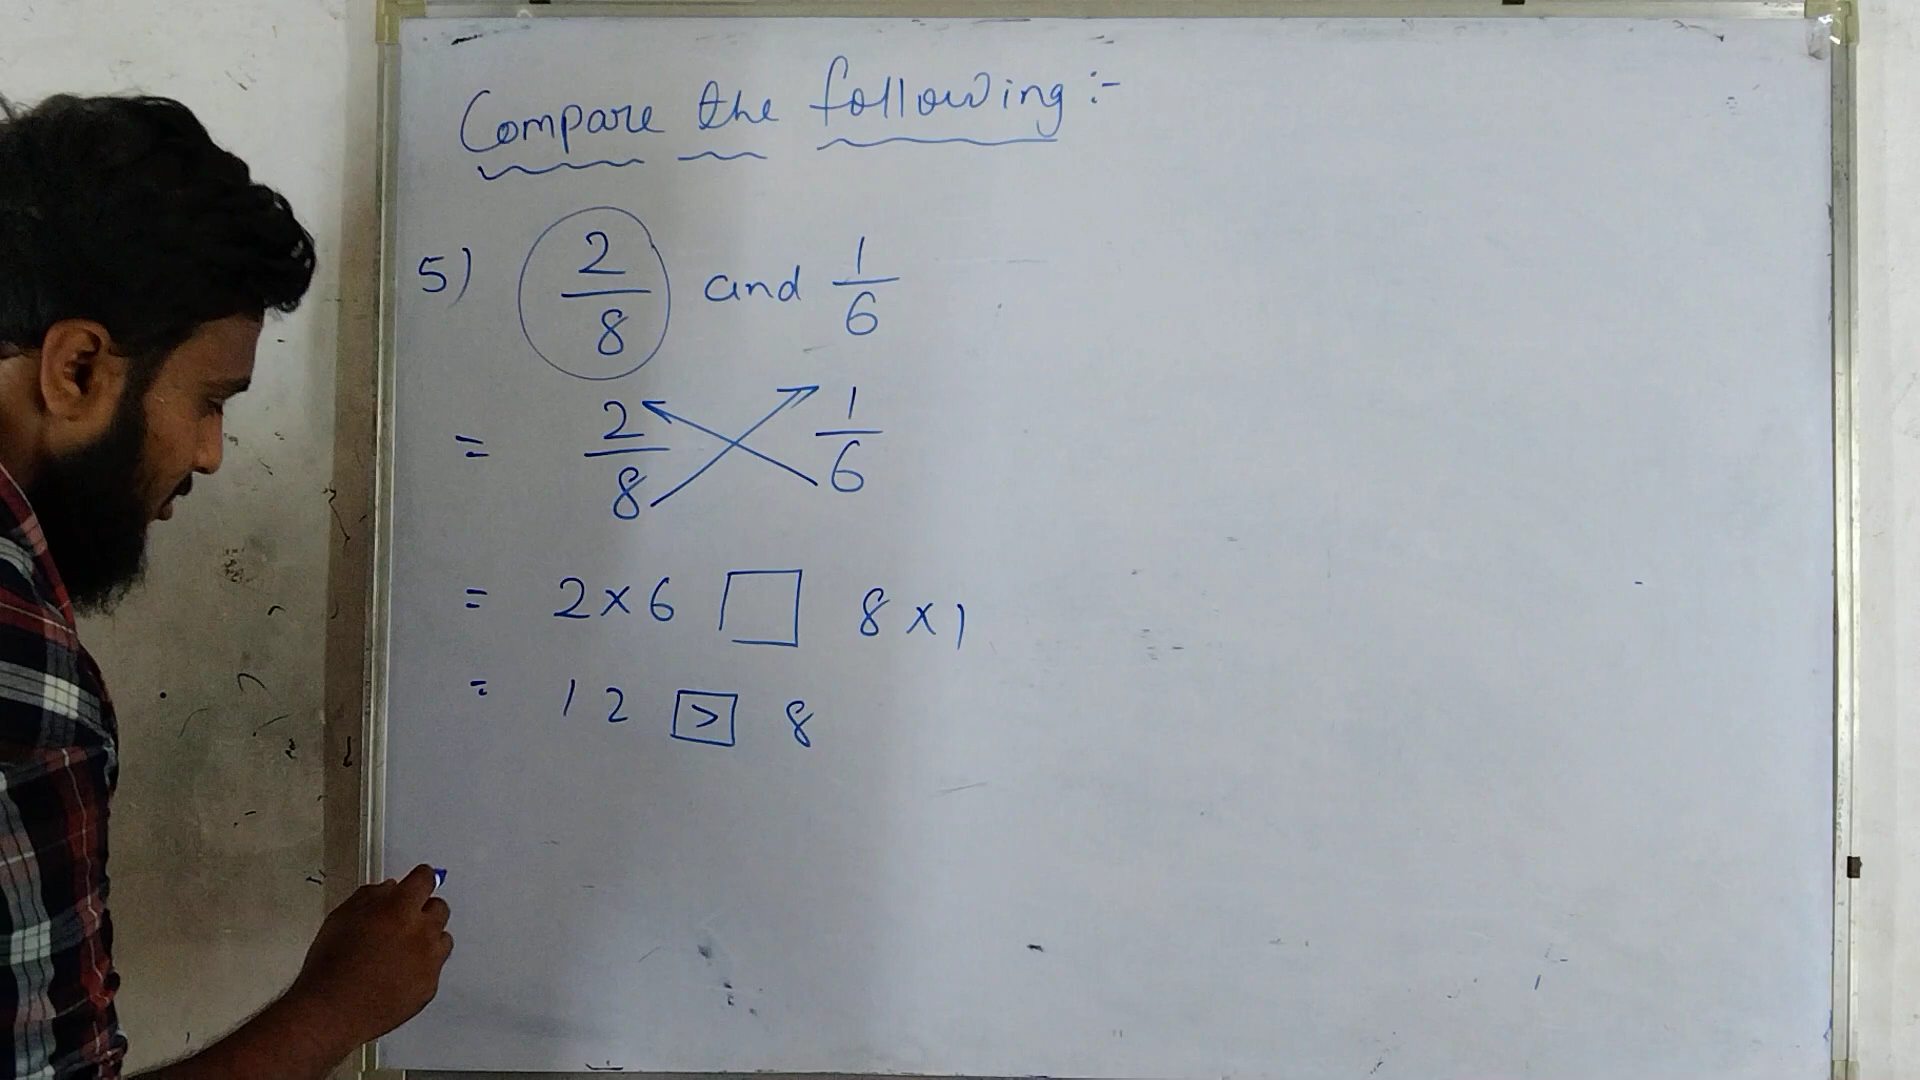 Compare the following :-
5) 2/8 and 1/6
= 2/8 1/6
= 2×6 □ 8×1
= 12 > 8